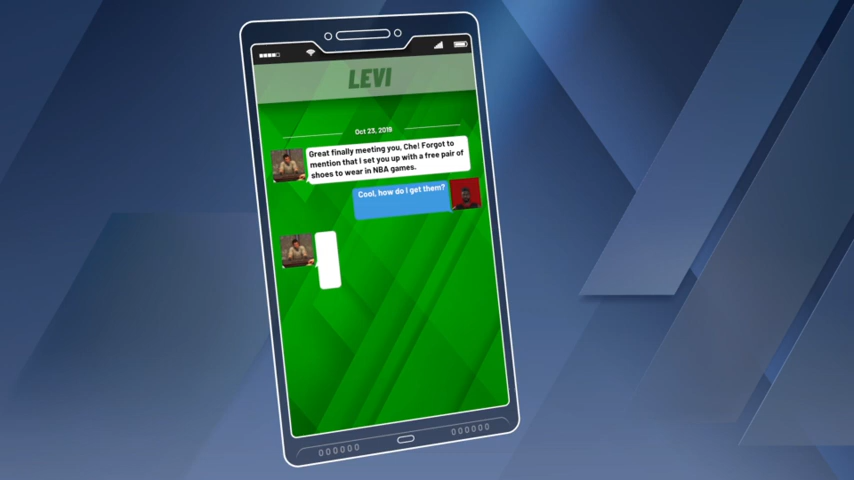 LEVI
Oct 23, 2019
Great finally meeting you, Che! Forgot to
mention that I set you up with a free pair of
shoes to wear in NBA games.
Cool, how do I get them?